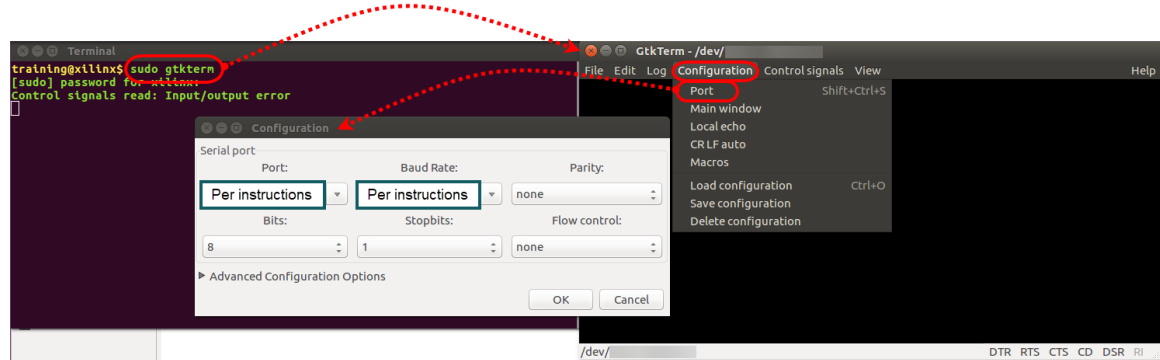 Terminal
training@xilinx$ sudo gtkterm
[sudo] password for xilinx:
Control signals read: Input/output error
Configuration
Serial port
Port: Baud Rate: Parity:
Per instructions Per instructions none
Bits: Stopbits: Flow control:
8 1 none
Advanced Configuration Options
OK Cancel
GtkTerm - /dev/
File Edit Log Configuration Control signals View Help
Port Shift+Ctrl+S
Main window
Local echo
CR LF auto
Macros
Load configuration Ctrl+O
Save configuration
Delete configuration
/dev/ DTR RTS CTS CD DSR RI